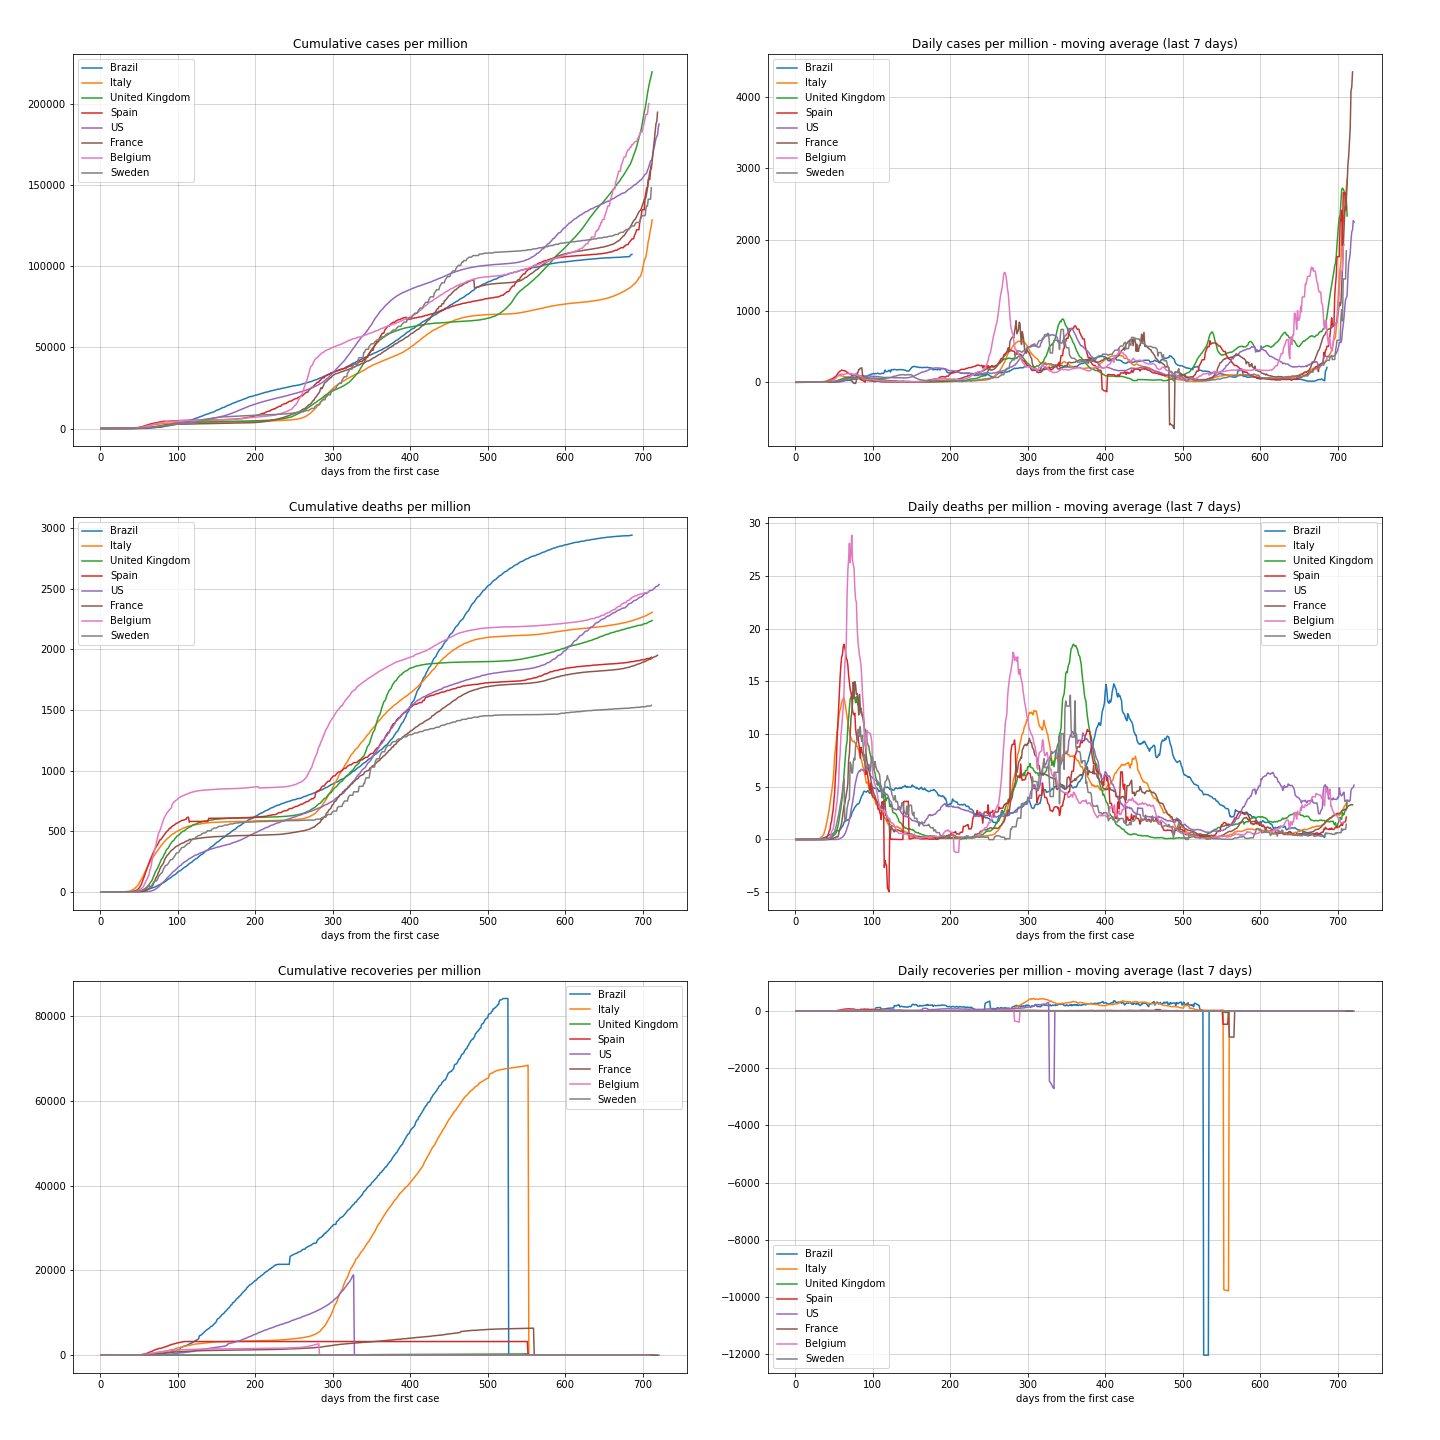 Cumulative cases per million
Brazil
Italy
United Kingdom
Spain
US
France
Belgium
Sweden
200000
150000
100000
50000
0
0 100 200 300 400 500 600 700
days from the first case
Daily cases per million - moving average (last 7 days)
Brazil
Italy
United Kingdom
Spain
US
France
Belgium
Sweden
4000
3000
2000
1000
0
0 100 200 300 400 500 600 700
days from the first case
Cumulative deaths per million
Brazil
Italy
United Kingdom
Spain
US
France
Belgium
Sweden
3000
2500
2000
1500
1000
500
0
0 100 200 300 400 500 600 700
days from the first case
Daily deaths per million - moving average (last 7 days)
Brazil
Italy
United Kingdom
Spain
US
France
Belgium
Sweden
30
25
20
15
10
5
0
−5
0 100 200 300 400 500 600 700
days from the first case
Cumulative recoveries per million
Brazil
Italy
United Kingdom
Spain
US
France
Belgium
Sweden
80000
60000
40000
20000
0
0 100 200 300 400 500 600 700
days from the first case
Daily recoveries per million - moving average (last 7 days)
0
−2000
−4000
−6000
−8000
−10000
−12000
Brazil
Italy
United Kingdom
Spain
US
France
Belgium
Sweden
0 100 200 300 400 500 600 700
days from the first case